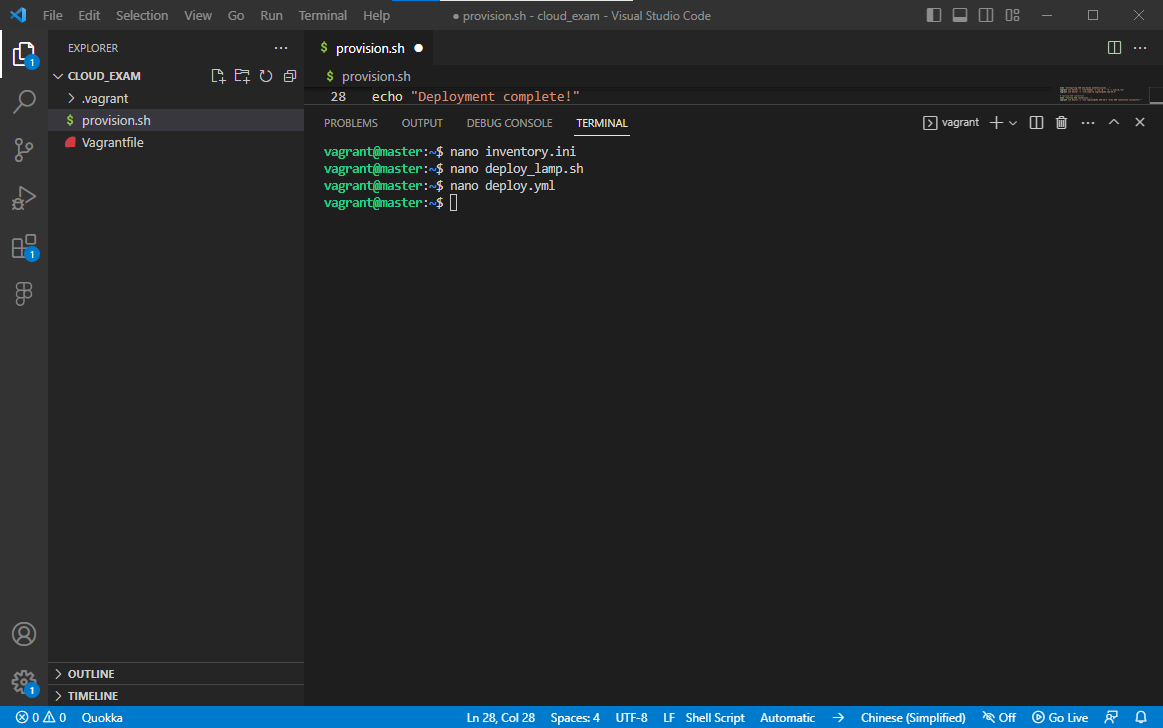 File Edit Selection View Go Run Terminal Help
● provision.sh - cloud_exam - Visual Studio Code
EXPLORER
CLOUD_EXAM
.vagrant
$ provision.sh
Vagrantfile
OUTLINE
TIMELINE
1
1
1
$ provision.sh ●
$ provision.sh
28 echo "Deployment complete!"
PROBLEMS OUTPUT DEBUG CONSOLE TERMINAL
vagrant
vagrant@master:~$ nano inventory.ini
vagrant@master:~$ nano deploy_lamp.sh
vagrant@master:~$ nano deploy.yml
vagrant@master:~$
0 0 Quokka Ln 28, Col 28 Spaces: 4 UTF-8 LF Shell Script Automatic Chinese (Simplified) Off Go Live